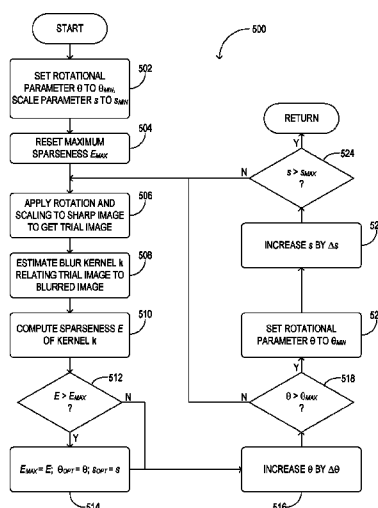 START
500
502
SET ROTATIONAL
PARAMETER θ TO θMIN,
SCALE PARAMETER s TO sMIN
504
RESET MAXIMUM
SPARSENESS EMAX
506
APPLY ROTATION AND
SCALING TO SHARP IMAGE
TO GET TRIAL IMAGE
508
ESTIMATE BLUR KERNEL k
RELATING TRIAL IMAGE TO
BLURRED IMAGE
510
COMPUTE SPARSENESS E
OF KERNEL k
512
E > EMAX
?
N
Y
EMAX = E; θOPT = θ; sOPT = s
514
INCREASE θ BY Δθ
516
518
θ > θMAX
?
N
Y
SET ROTATIONAL
PARAMETER θ TO θMIN
52
INCREASE s BY Δs
52
524
s > sMAX
?
N
Y
RETURN